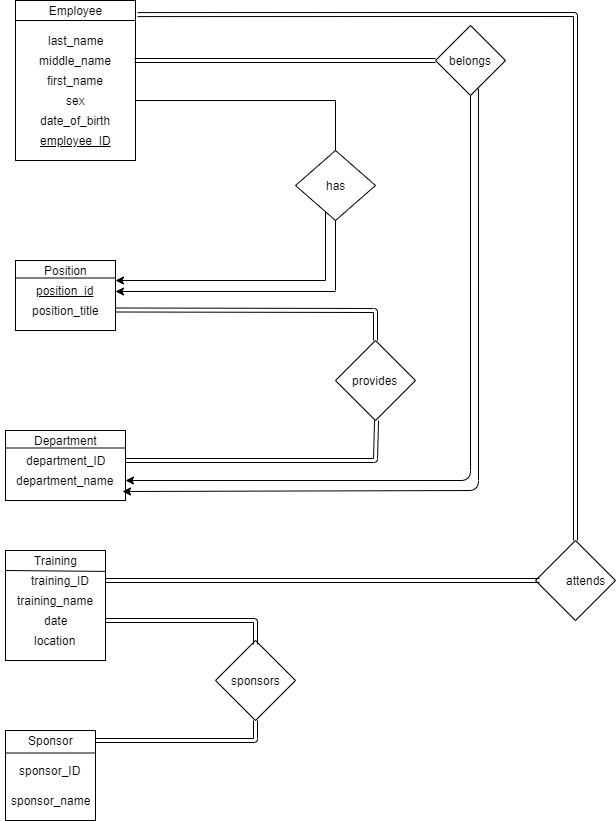 Employee
last_name
middle_name
first_name
sex
date_of_birth
employee_ID
belongs
has
Position
position_id
position_title
provides
Department
department_ID
department_name
Training
training_ID
training_name
date
location
attends
sponsors
Sponsor
sponsor_ID
sponsor_name